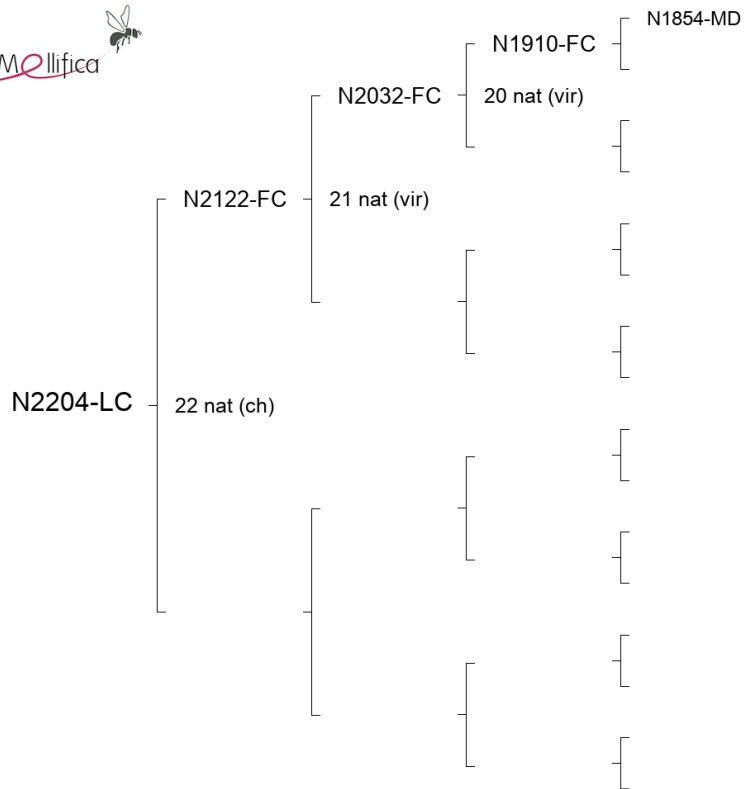 Mellifica
N1854-MD
N1910-FC
N2032-FC
20 nat (vir)
N2122-FC
21 nat (vir)
N2204-LC
22 nat (ch)